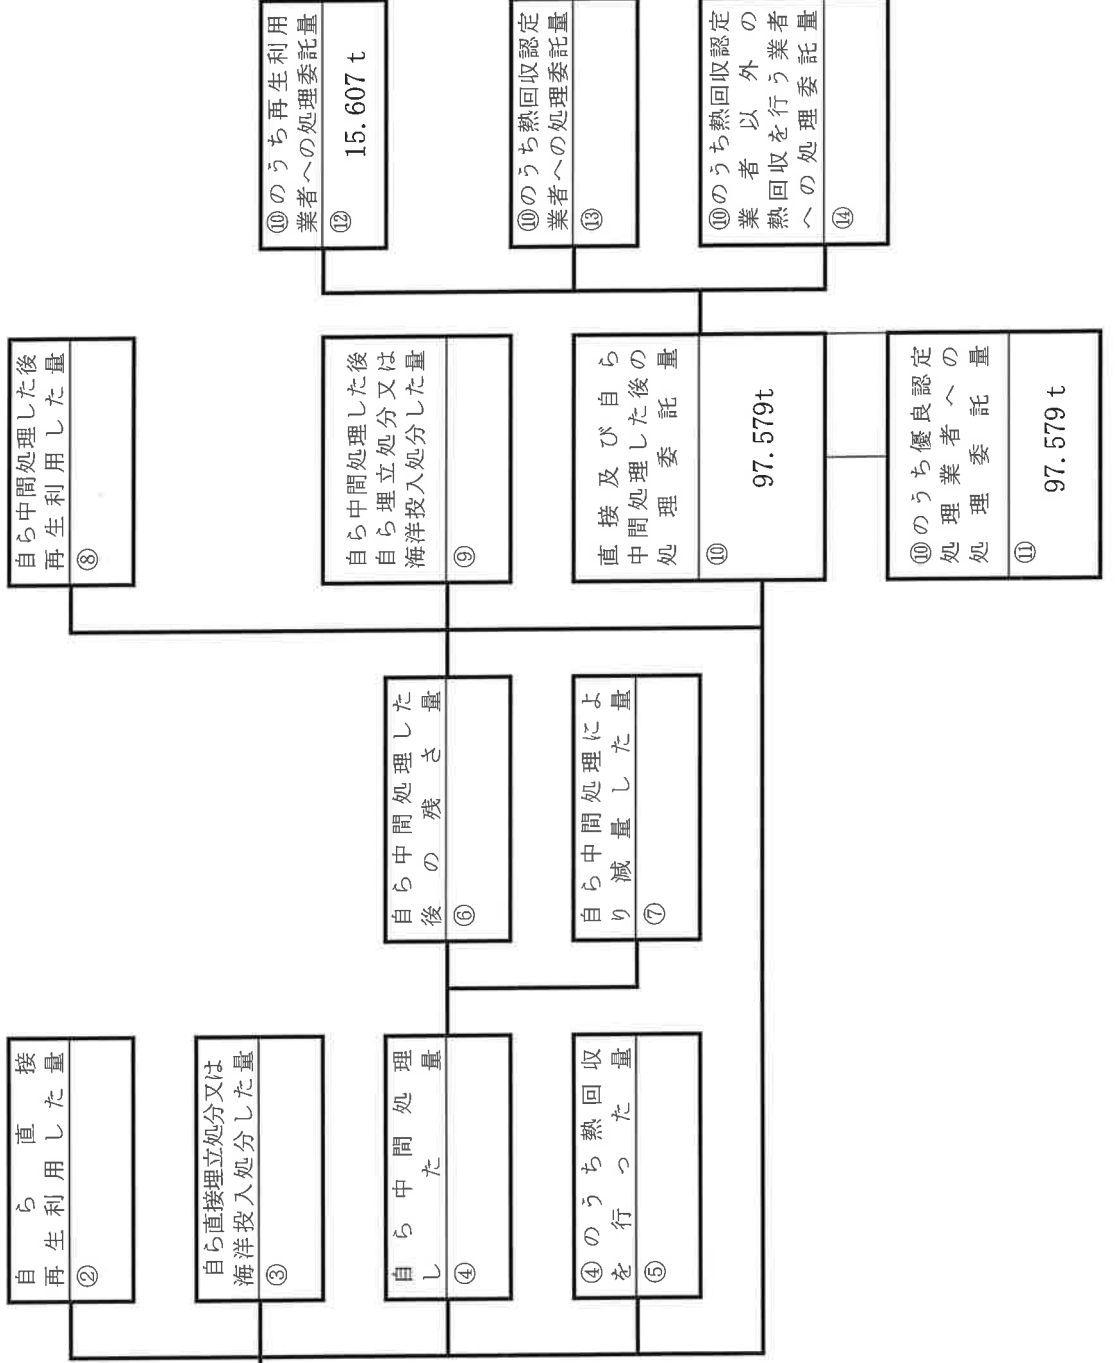 自ら直接
再生利用した量
②
自ら直接埋立処分又は
海洋投入処分した量
③
自ら中間処理
した量
④
④のうち熱回収
を行った量
⑤
自ら中間処理した
後の残さ量
⑥
自ら中間処理によ
り減量した量
⑦
自ら中間処理した後
再生利用した量
⑧
自ら中間処理した後
自ら埋立処分又は
海洋投入処分した量
⑨
直接及び自ら
中間処理した後の
処理委託量
⑩
97.579t
⑩のうち優良認定
処理業者への
処理委託量
⑪
97.579 t
⑩のうち再生利用
業者への処理委託量
⑫
15.607 t
⑩のうち熱回収認定
業者への処理委託量
⑬
⑩のうち熱回収認定
業者以外の
熱回収を行う業者
への処理委託量
⑭